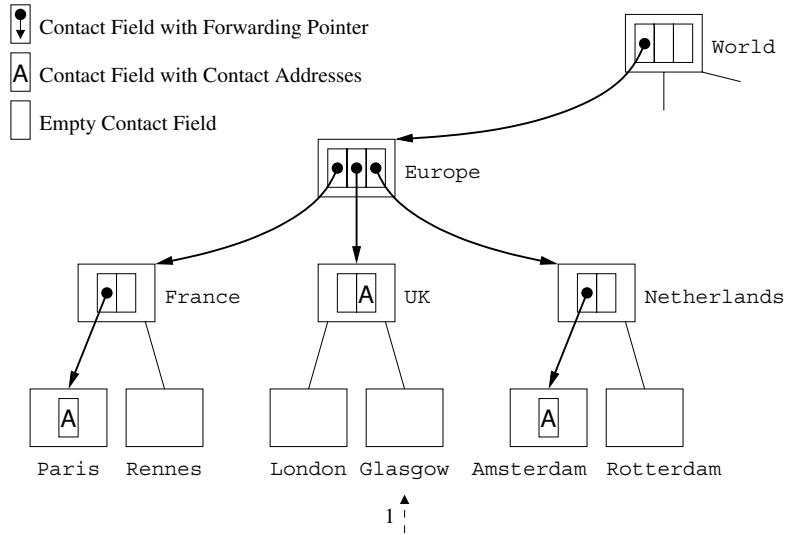 Contact Field with Forwarding Pointer
A Contact Field with Contact Addresses
Empty Contact Field
World
Europe
France
A UK
Netherlands
A
A
Paris Rennes London Glasgow Amsterdam Rotterdam
1